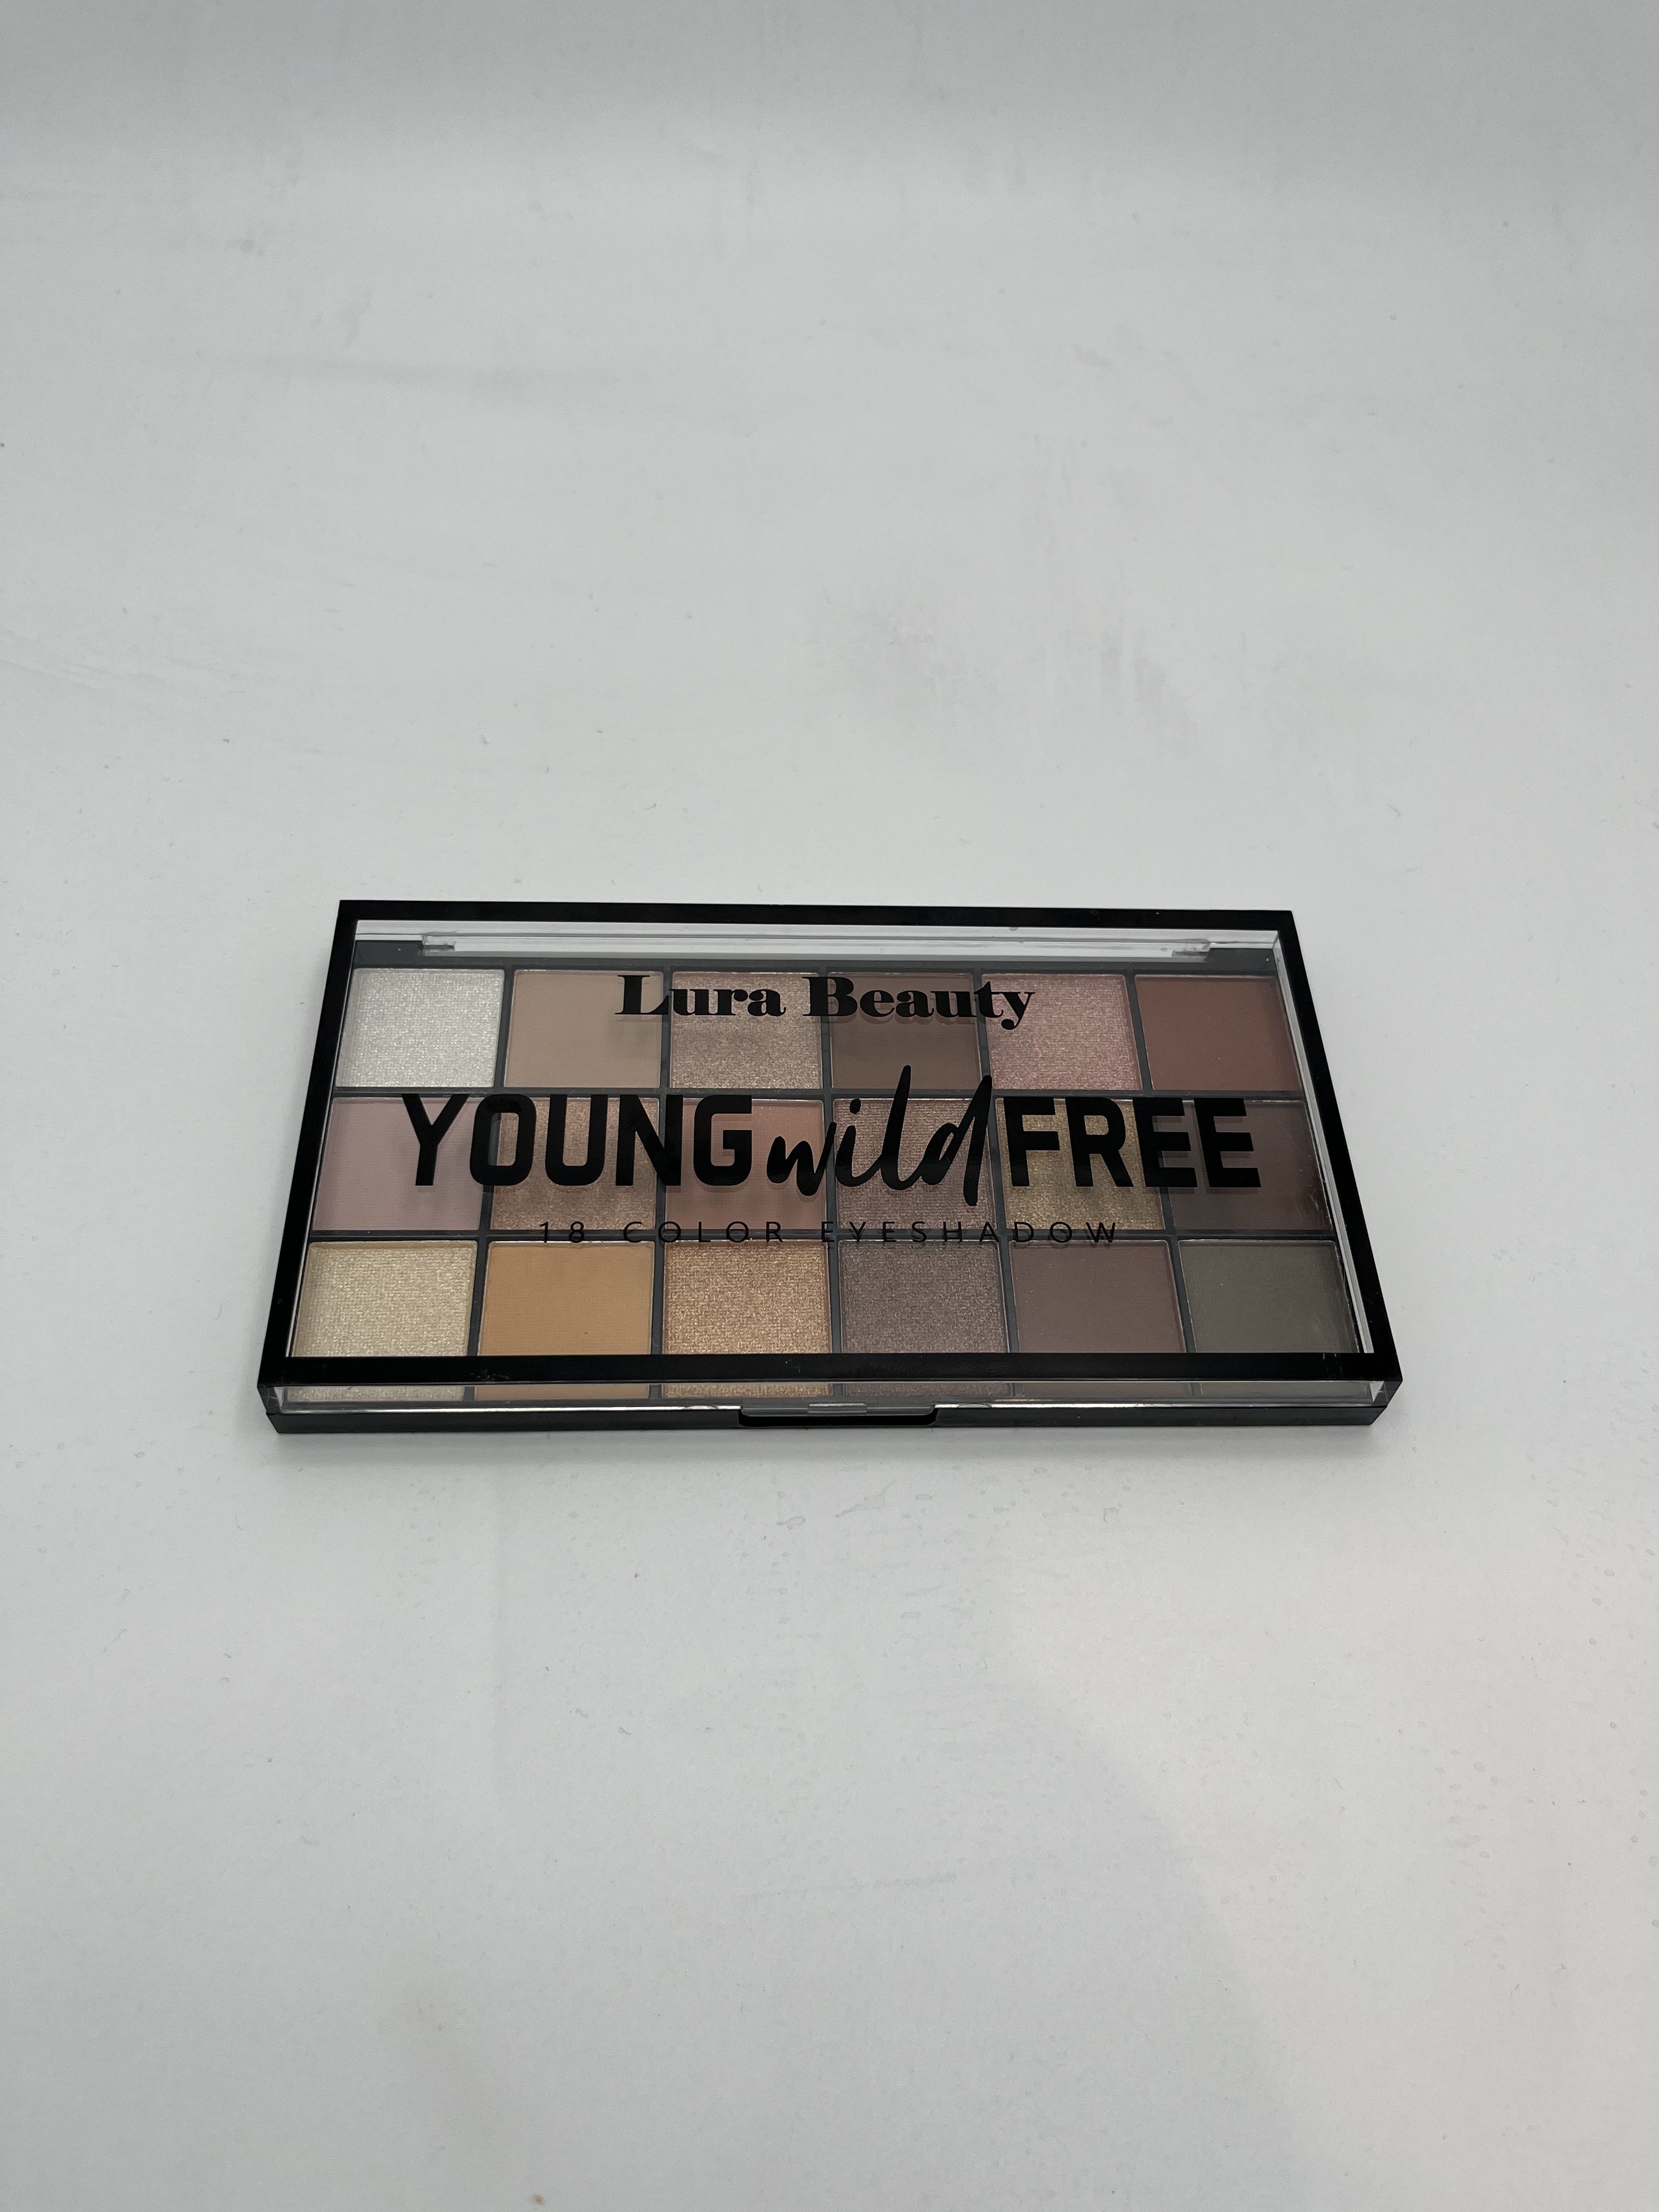 Lura Beauty
YOUNG wild FREE
18 COLOR EYESHADOW